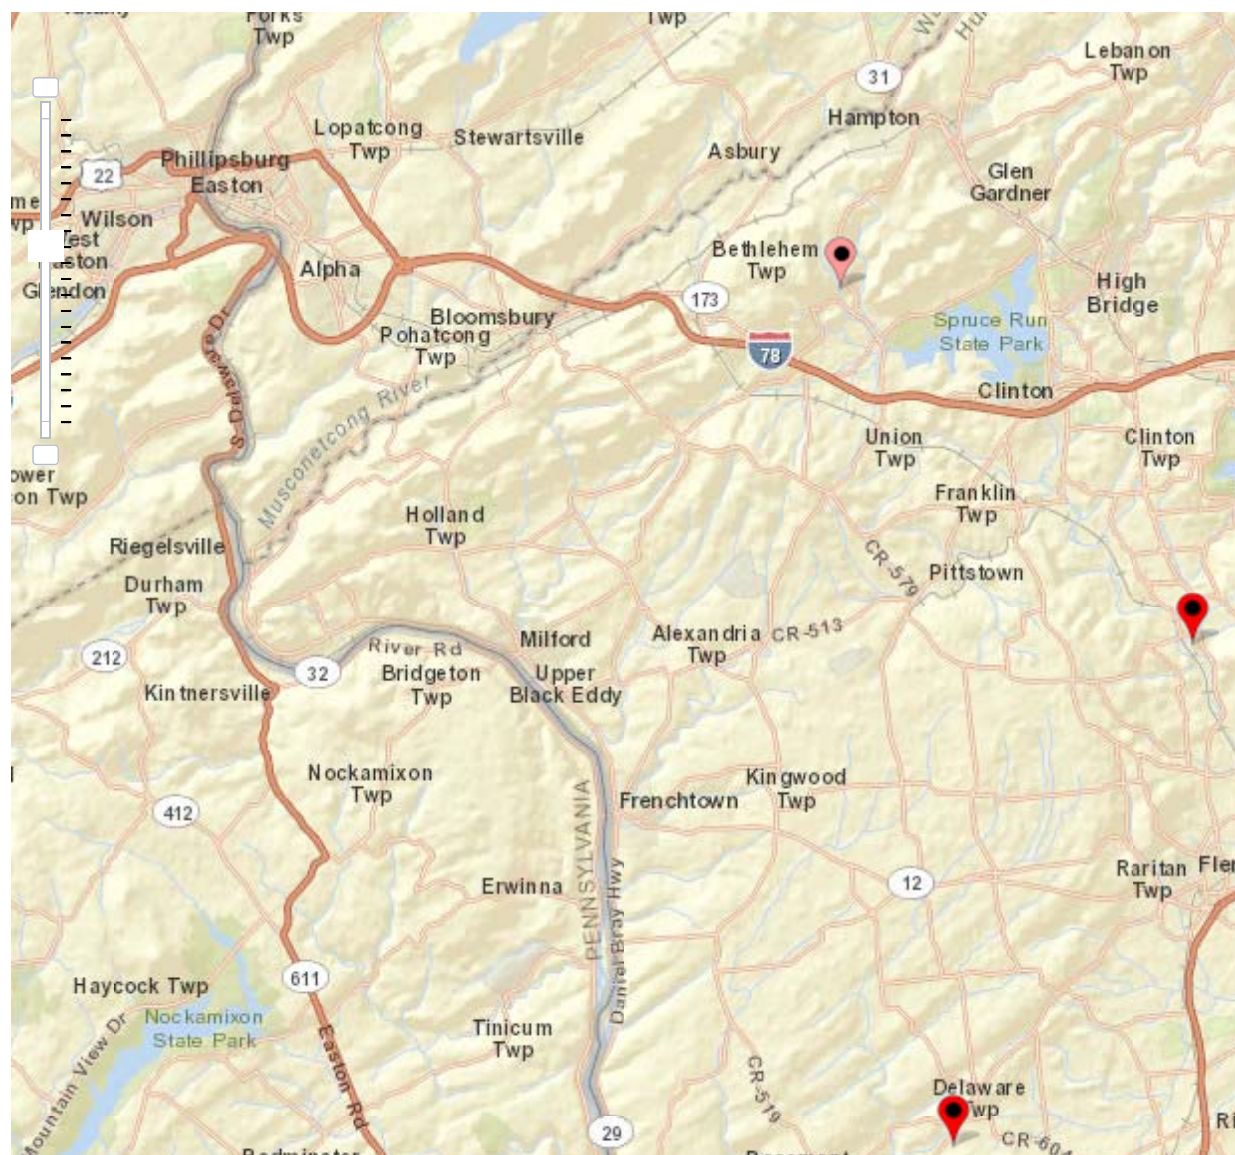 Forks
Twp
Twp
Lebanon
Twp
31
Hampton
Lopatcong
Twp
Stewartsville
Asbury
Phillipsburg
22
Easton
Glen
Gardner
Wilson
Bethlehem
Twp
Alpha
High
Bridge
Glendon
173
Bloomsbury
Pohatcong
Twp
Spruce Run
State Park
78
S Delaware Dr
Clinton
Musconetcong River
Union
Twp
Clinton
Twp
on Twp
Franklin
Twp
Holland
Twp
Riegelsville
CR-579
Pittstown
Durham
Twp
Milford
Alexandria
Twp
CR-513
River Rd
212
32
Bridgeton
Twp
Upper
Black Eddy
Kintnersville
Nockamixon
Twp
Kingwood
Twp
Frenchtown
412
PENNSYLVANIA
Daniel Bray Hwy
Erwinna
12
Raritan
Twp
Fler
611
Haycock Twp
Nockamixon
State Park
Mountain View Dr
Easton Rd
Tinicum
Twp
CR-519
Delaware
Twp
29
CR-604
Ri